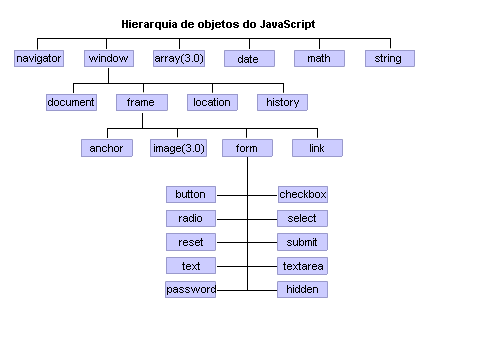 Hierarquia de objetos do JavaScript
navigator
window
array(3.0)
date
math
string
document
frame
location
history
anchor
image(3.0)
form
link
button
checkbox
radio
select
reset
submit
text
textarea
password
hidden